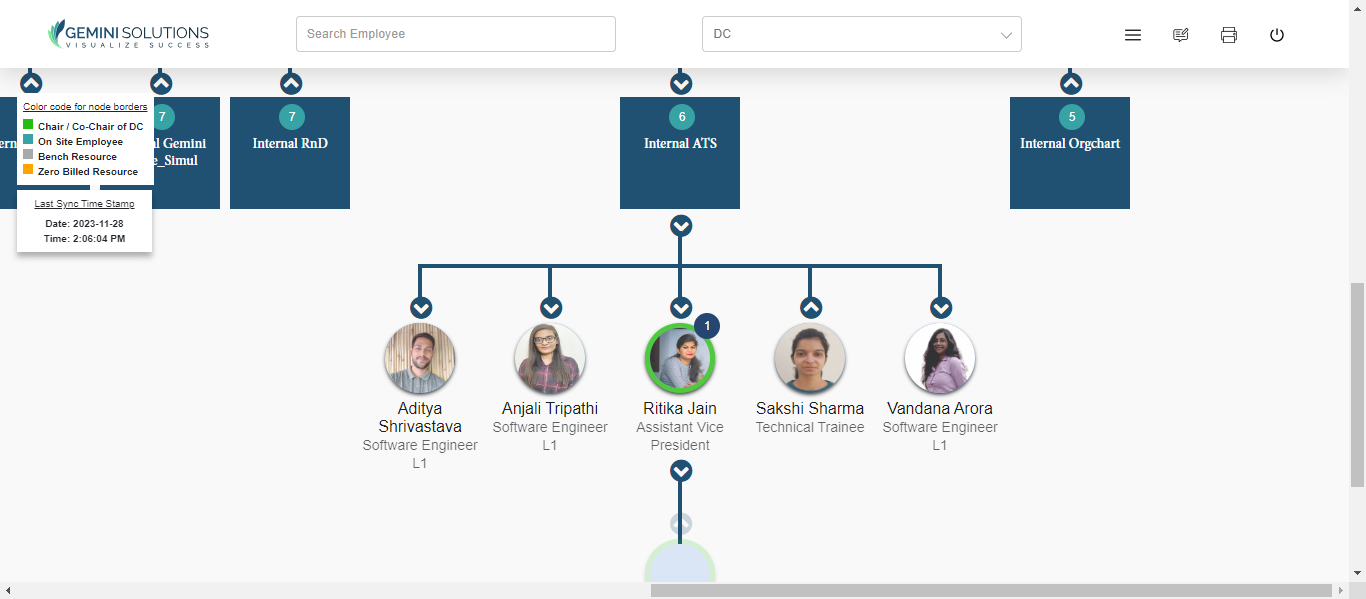 GEMINI SOLUTIONS
VISUALIZE SUCCESS
Search Employee
DC
Color code for node borders
Chair / Co-Chair of DC
On Site Employee
Bench Resource
Zero Billed Resource
Last Sync Time Stamp
Date: 2023-11-28
Time: 2:06:04 PM
7
Gemini
e_Simul
7
Internal RnD
6
Internal ATS
5
Internal Orgchart
1
Aditya
Shrivastava
Software Engineer
L1
Anjali Tripathi
Software Engineer
L1
Ritika Jain
Assistant Vice
President
Sakshi Sharma
Technical Trainee
Vandana Arora
Software Engineer
L1